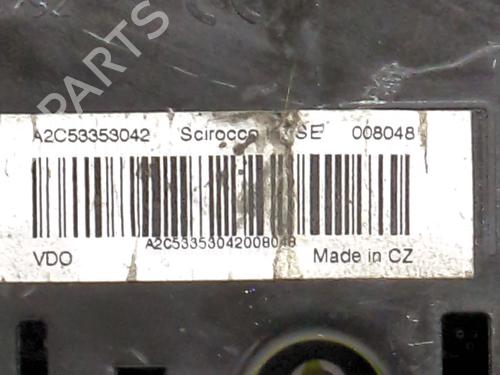 A2C53353042 Scirocco SE 008048
A2C53353042008048
VDO Made in CZ
PARTS